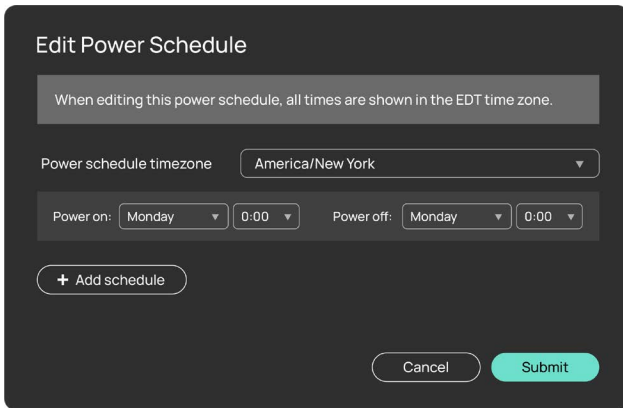 Edit Power Schedule
When editing this power schedule, all times are shown in the EDT time zone.
Power schedule timezone America/New York
Power on: Monday 0:00 Power off: Monday 0:00
+ Add schedule
Cancel Submit